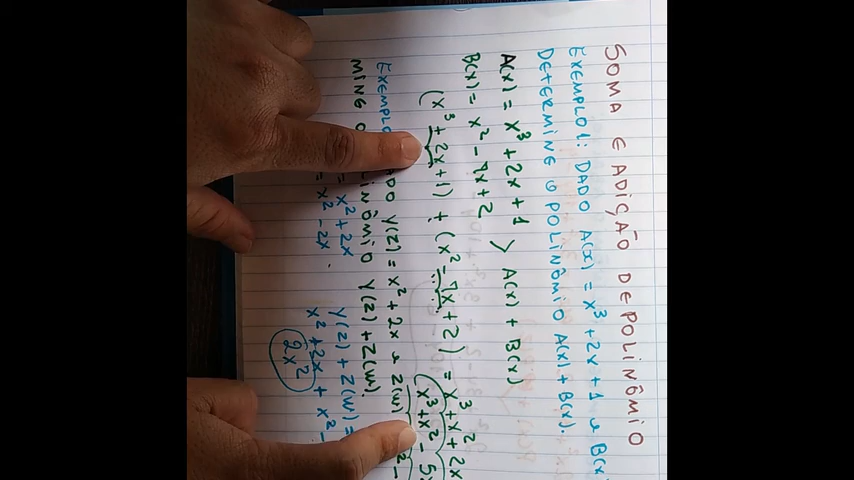 SOMA E ADIÇÃO DE POLINÔMIO
EXEMPLO 1: DADO A(x) = x³ + 2x + 1 e B(x
DETERMINE O POLINÔMIO A(x) + B(x).
A(x) = x³ + 2x + 1 > A(x) + B(x)
B(x) = x² - 7x + 2
(x³ + 2x + 1) + (x² - 7x + 2) = x³ + x² + 2x
x³ + x² - 5x
EXEMPLO DADO Y(z) = x² + 2x e Z(w)
MINE O POLINÔMIO Y(z) + Z(w).
= x² + 2x
= x² - 2x
Y(z) + Z(w) =
x² + 2x + x² -
2x²